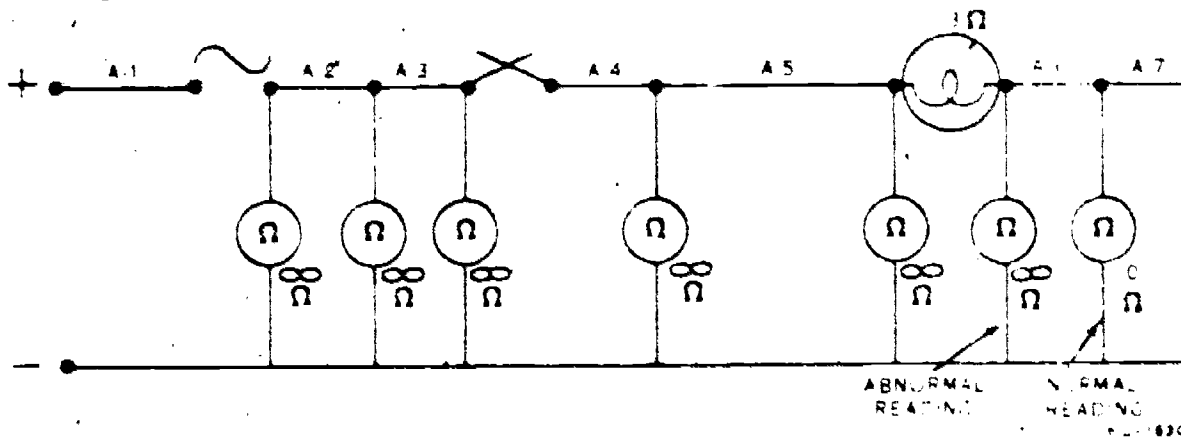 3 Ω
+ A 1 A 2 A 3 A 4 A 5 A 7
Ω Ω Ω Ω Ω Ω Ω
∞ Ω ∞ Ω ∞ Ω ∞ Ω ∞ Ω ∞ Ω 0 Ω
−
ABNORMAL READING
NORMAL READING